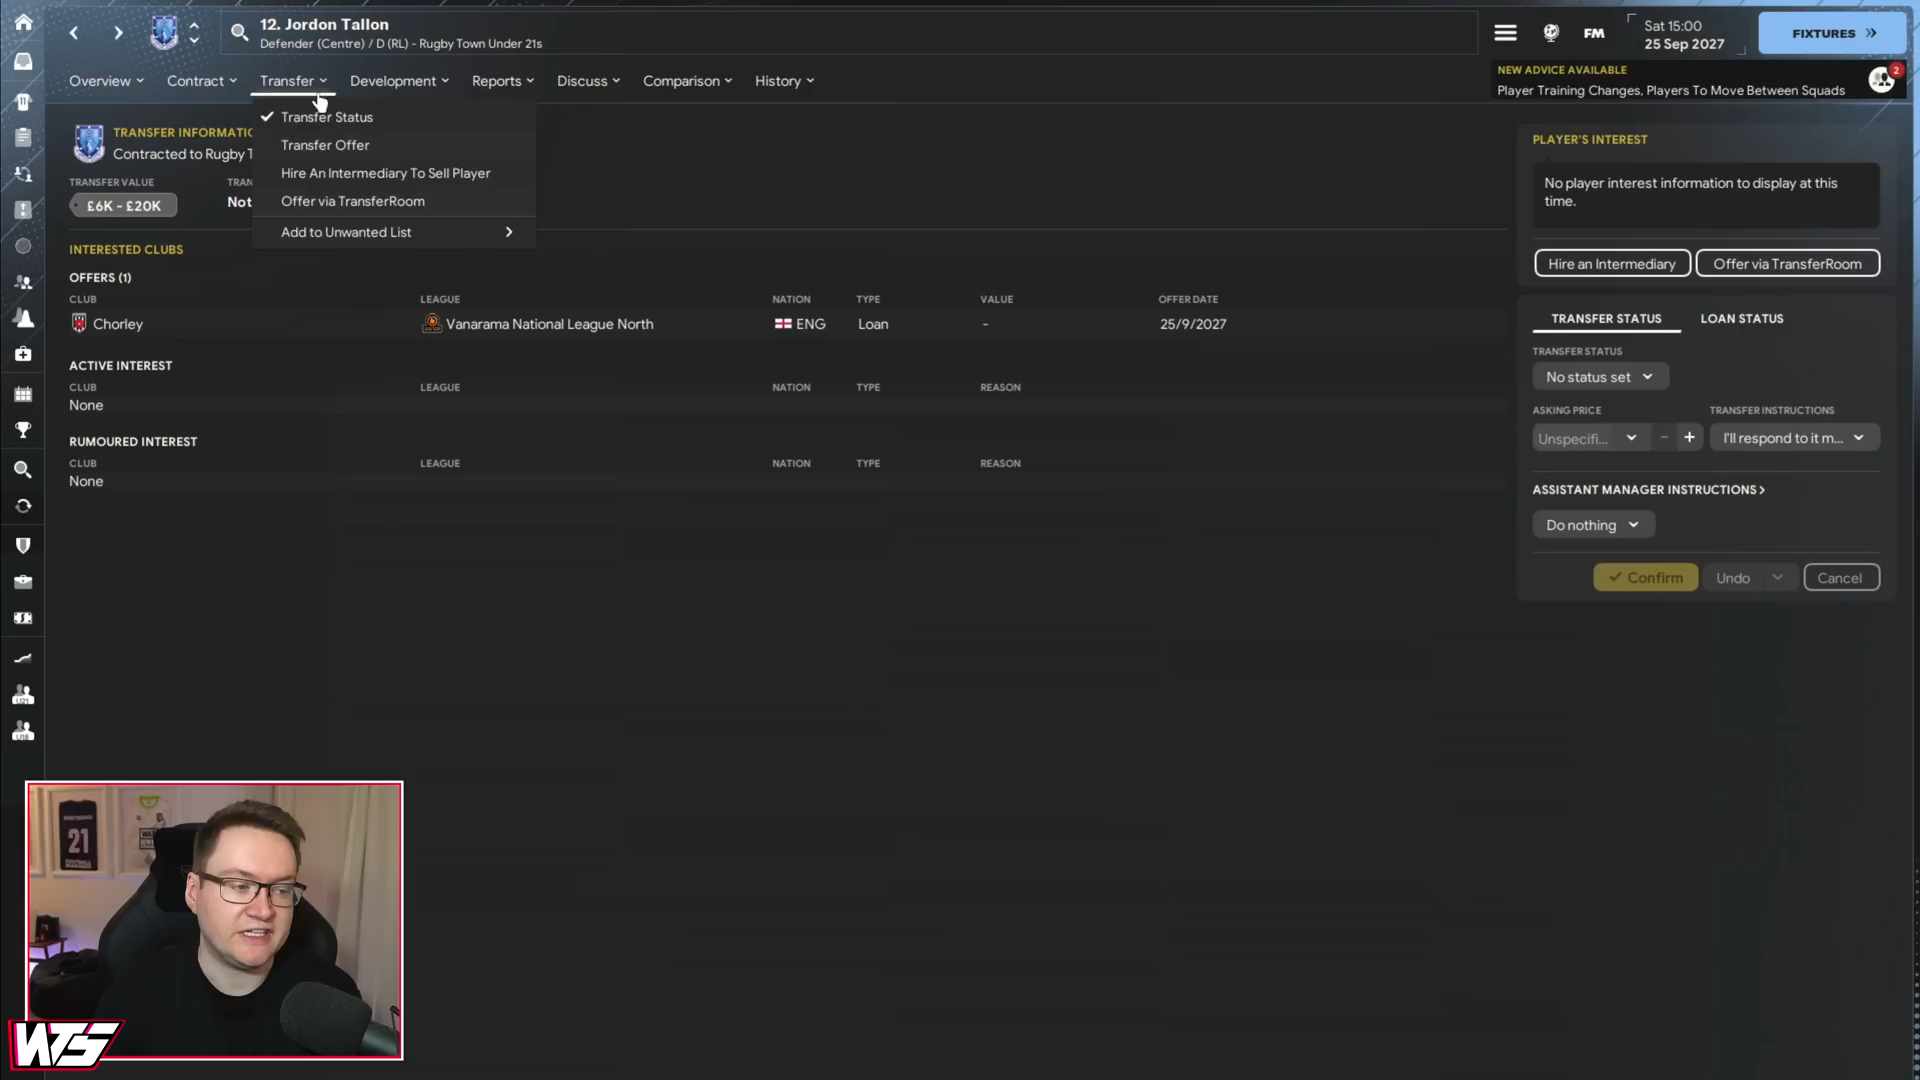 12. Jordon Tallon
Defender (Centre) / D (RL) - Rugby Town Under 21s
FM
Sat 15:00
25 Sep 2027
FIXTURES
Overview
Contract
Transfer
Development
Reports
Discuss
Comparison
History
NEW ADVICE AVAILABLE
Player Training Changes, Players To Move Between Squads
2
Transfer Status
Transfer Offer
Hire An Intermediary To Sell Player
Offer via TransferRoom
Add to Unwanted List
TRANSFER INFORMATIO
Contracted to Rugby T
TRANSFER VALUE
£6K - £20K
TRAN
Not
INTERESTED CLUBS
OFFERS (1)
CLUB LEAGUE NATION TYPE VALUE OFFER DATE
Chorley Vanarama National League North ENG Loan - 25/9/2027
ACTIVE INTEREST
CLUB LEAGUE NATION TYPE REASON
None
RUMOURED INTEREST
CLUB LEAGUE NATION TYPE REASON
None
PLAYER'S INTEREST
No player interest information to display at this
time.
Hire an Intermediary
Offer via TransferRoom
TRANSFER STATUS
LOAN STATUS
TRANSFER STATUS
No status set
ASKING PRICE
TRANSFER INSTRUCTIONS
Unspecifi...
I'll respond to it m...
ASSISTANT MANAGER INSTRUCTIONS
Do nothing
Confirm
Undo
Cancel
U21
U18
21
WTS